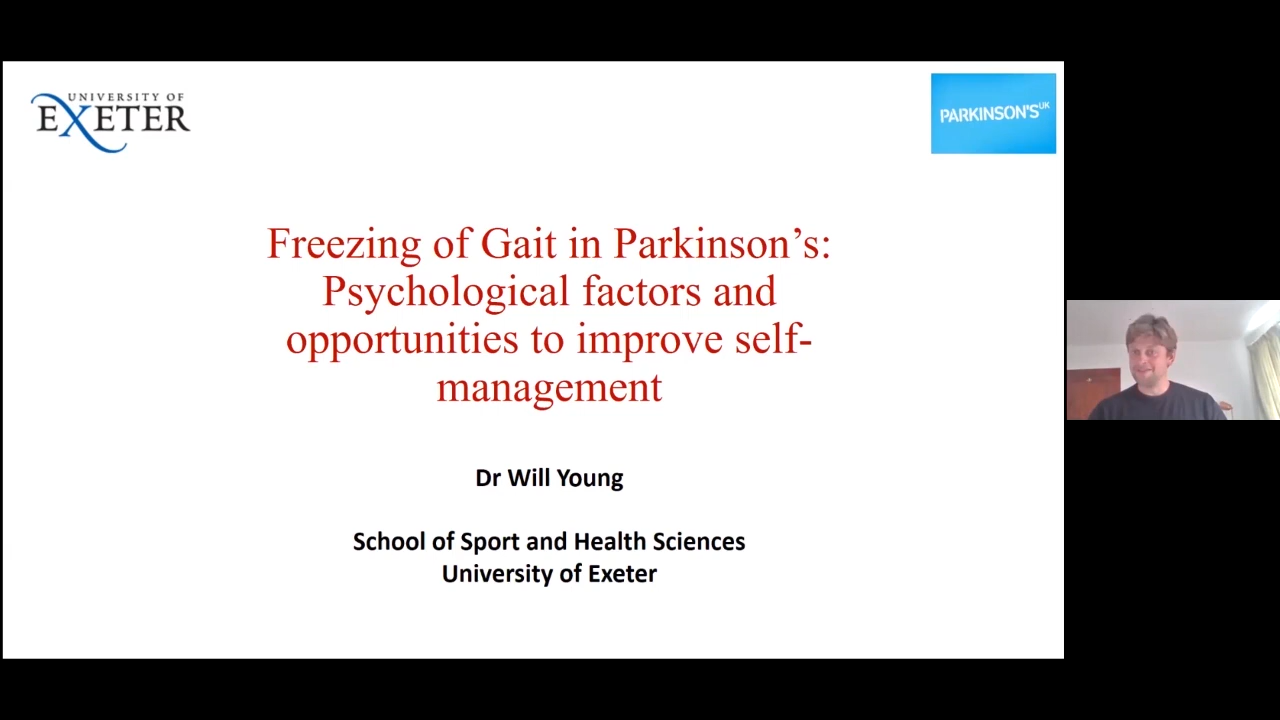 UNIVERSITY OF
EXETER
PARKINSON'S UK
Freezing of Gait in Parkinson’s:
Psychological factors and
opportunities to improve self-
management
Dr Will Young
School of Sport and Health Sciences
University of Exeter